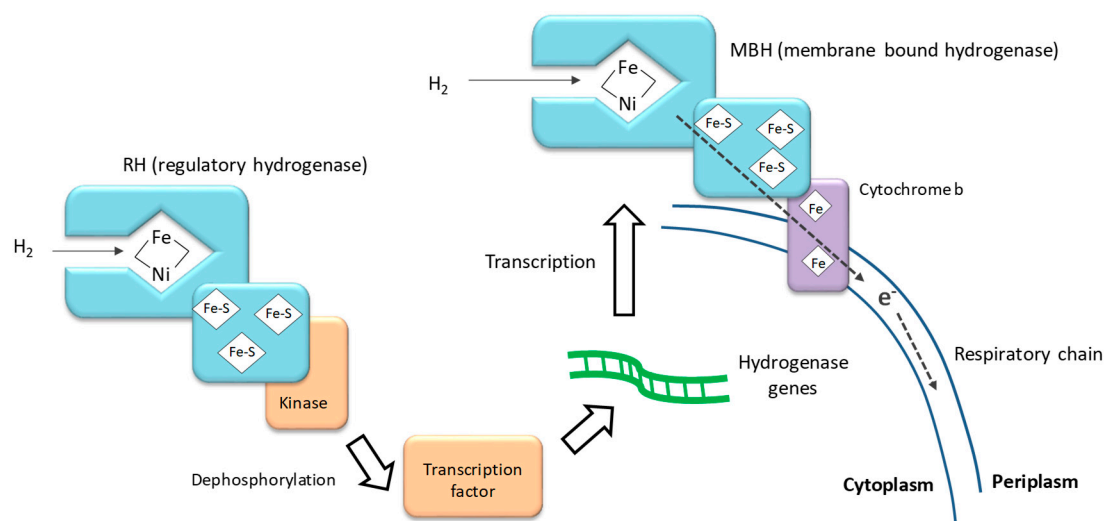 MBH (membrane bound hydrogenase)
H2
Fe
Ni
Fe-S
Fe-S
Fe-S
Cytochrome b
Fe
Fe
e-
Respiratory chain
Cytoplasm
Periplasm
RH (regulatory hydrogenase)
H2
Fe
Ni
Fe-S
Fe-S
Fe-S
Kinase
Dephosphorylation
Transcription
factor
Hydrogenase
genes
Transcription